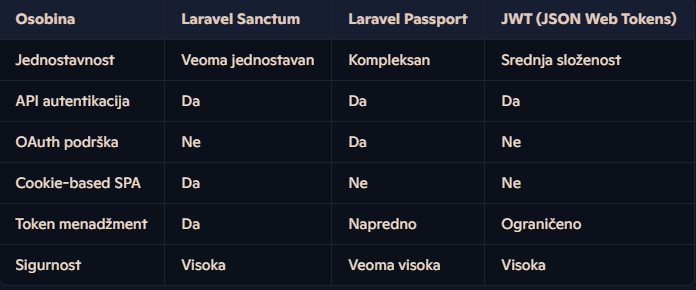 Osobina Laravel Sanctum Laravel Passport JWT (JSON Web Tokens)
Jednostavnost Veoma jednostavan Kompleksan Srednja složenost
API autentikacija Da Da Da
OAuth podrška Ne Da Ne
Cookie-based SPA Da Ne Ne
Token menadžment Da Napredno Ograničeno
Sigurnost Visoka Veoma visoka Visoka